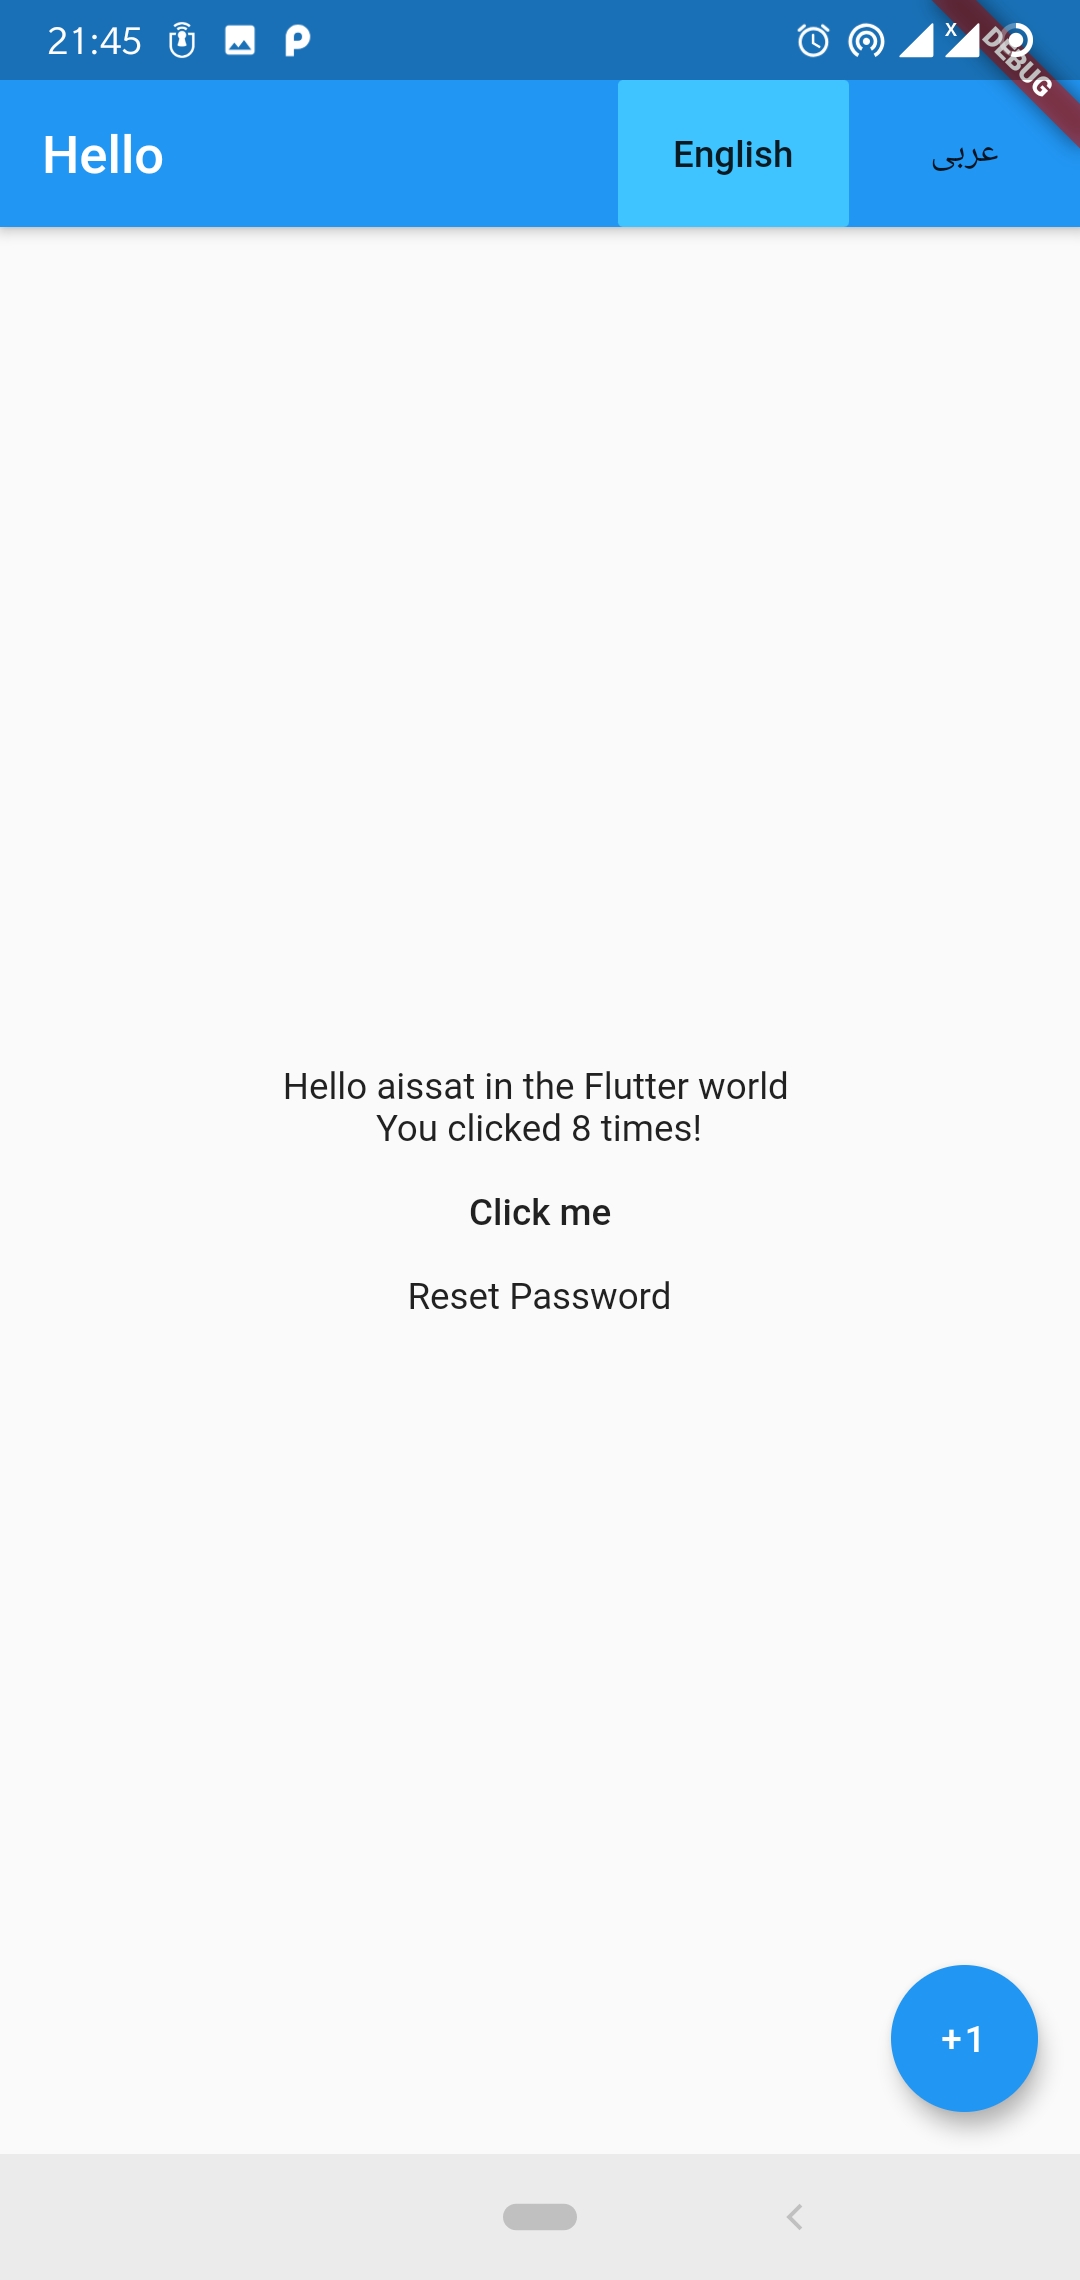 21:45
DEBUG
Hello
English
عربى
Hello aissat in the Flutter world
You clicked 8 times!
Click me
Reset Password
+1